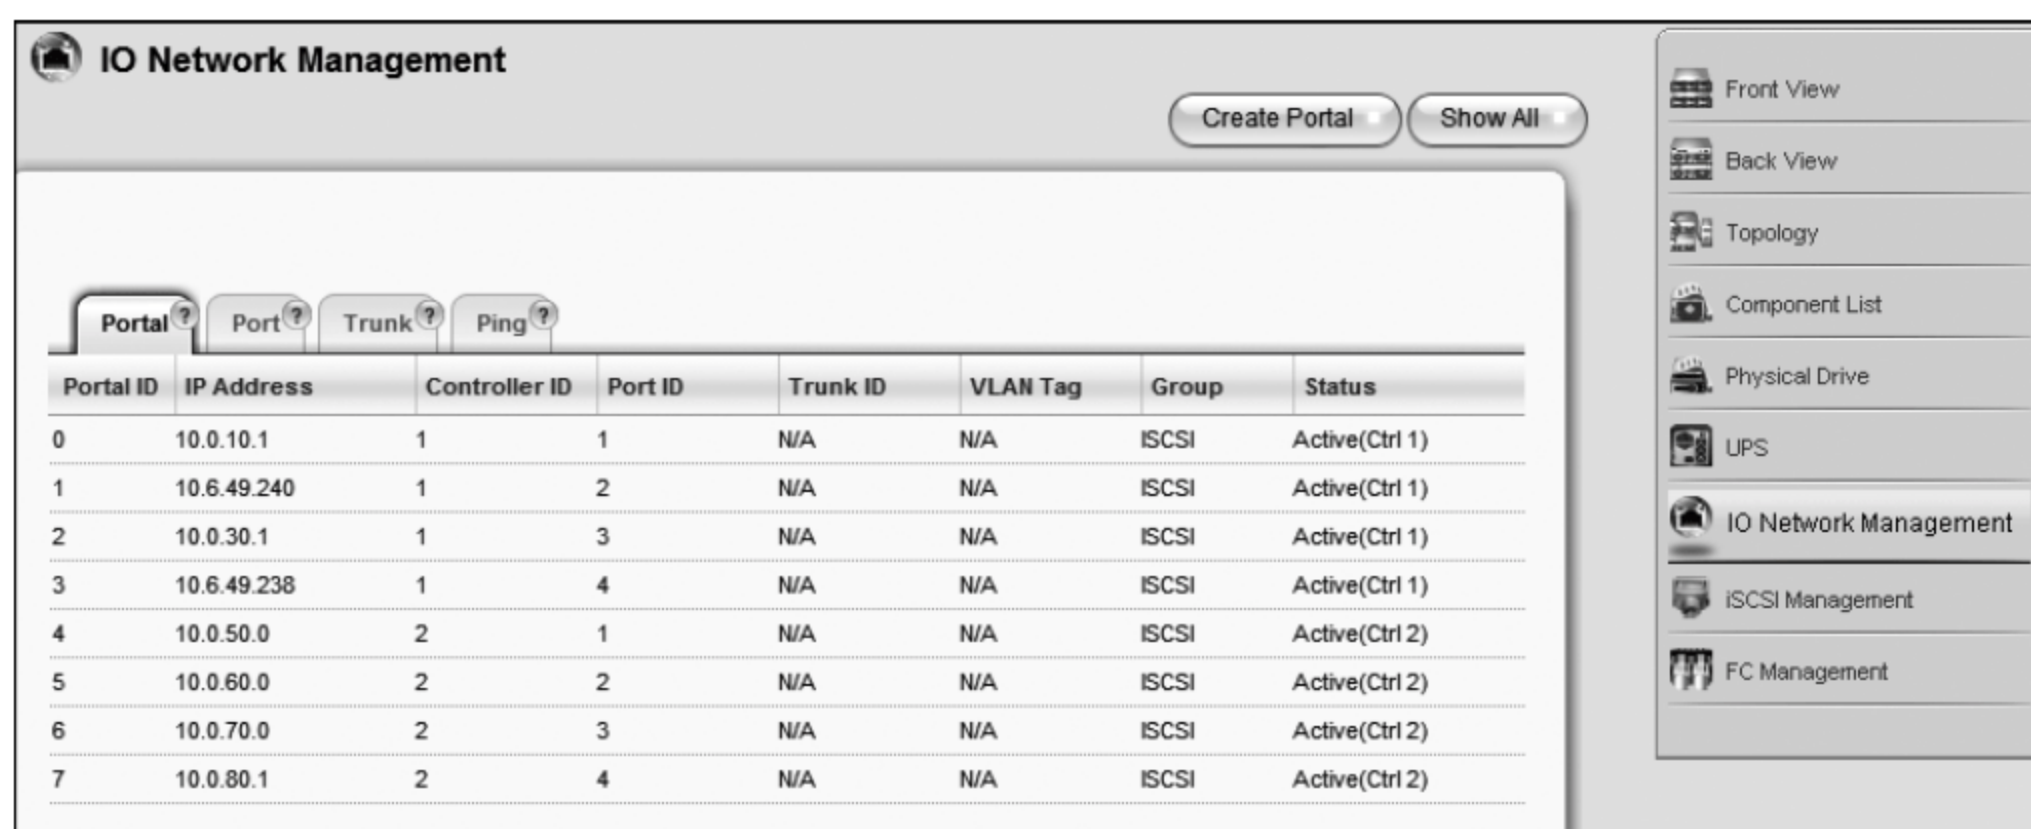 IO Network Management
Create Portal Show All
Portal ? Port ? Trunk ? Ping ?
Portal ID IP Address Controller ID Port ID Trunk ID VLAN Tag Group Status
0 10.0.10.1 1 1 N/A N/A ISCSI Active(Ctrl 1)
1 10.6.49.240 1 2 N/A N/A ISCSI Active(Ctrl 1)
2 10.0.30.1 1 3 N/A N/A ISCSI Active(Ctrl 1)
3 10.6.49.238 1 4 N/A N/A ISCSI Active(Ctrl 1)
4 10.0.50.0 2 1 N/A N/A ISCSI Active(Ctrl 2)
5 10.0.60.0 2 2 N/A N/A ISCSI Active(Ctrl 2)
6 10.0.70.0 2 3 N/A N/A ISCSI Active(Ctrl 2)
7 10.0.80.1 2 4 N/A N/A ISCSI Active(Ctrl 2)
Front View
Back View
Topology
Component List
Physical Drive
UPS
IO Network Management
iSCSI Management
FC Management